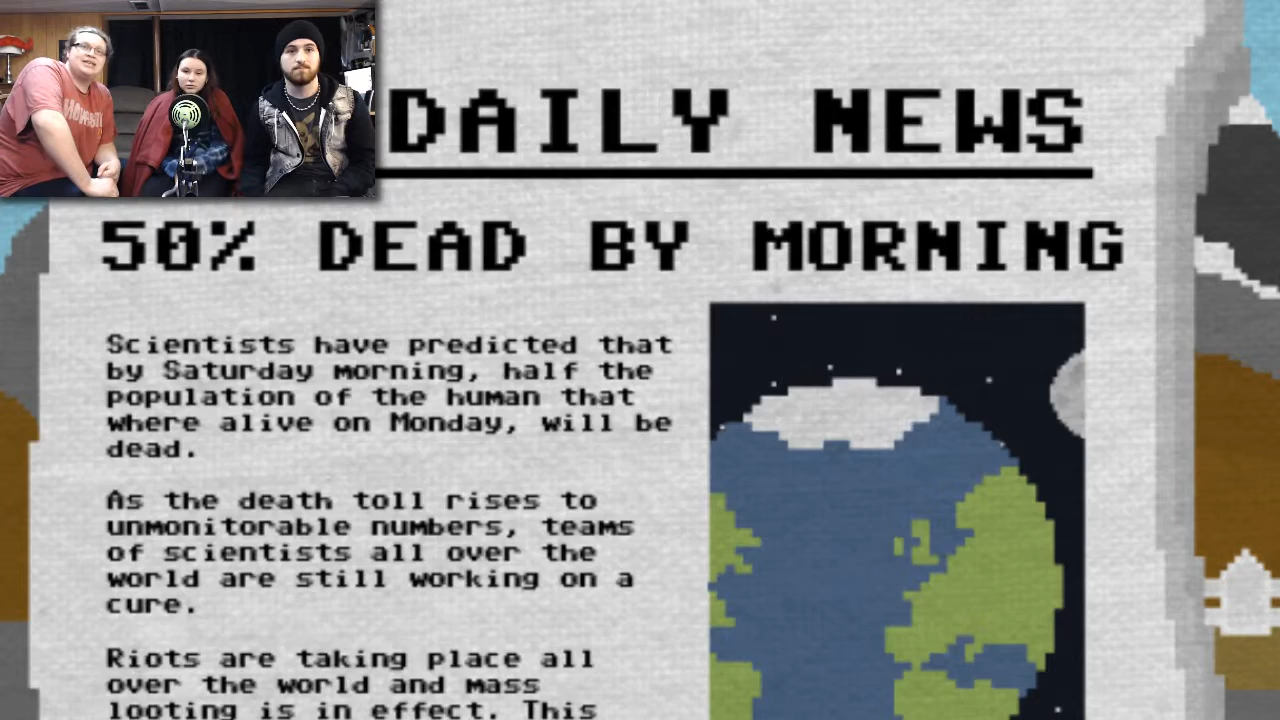 DAILY NEWS
50% DEAD BY MORNING
Scientists have predicted that
by Saturday morning, half the
population of the human that
where alive on Monday, will be
dead.
As the death toll rises to
unmonitorable numbers, teams
of scientists all over the
world are still working on a
cure.
Riots are taking place all
over the world and mass
looting is in effect. This